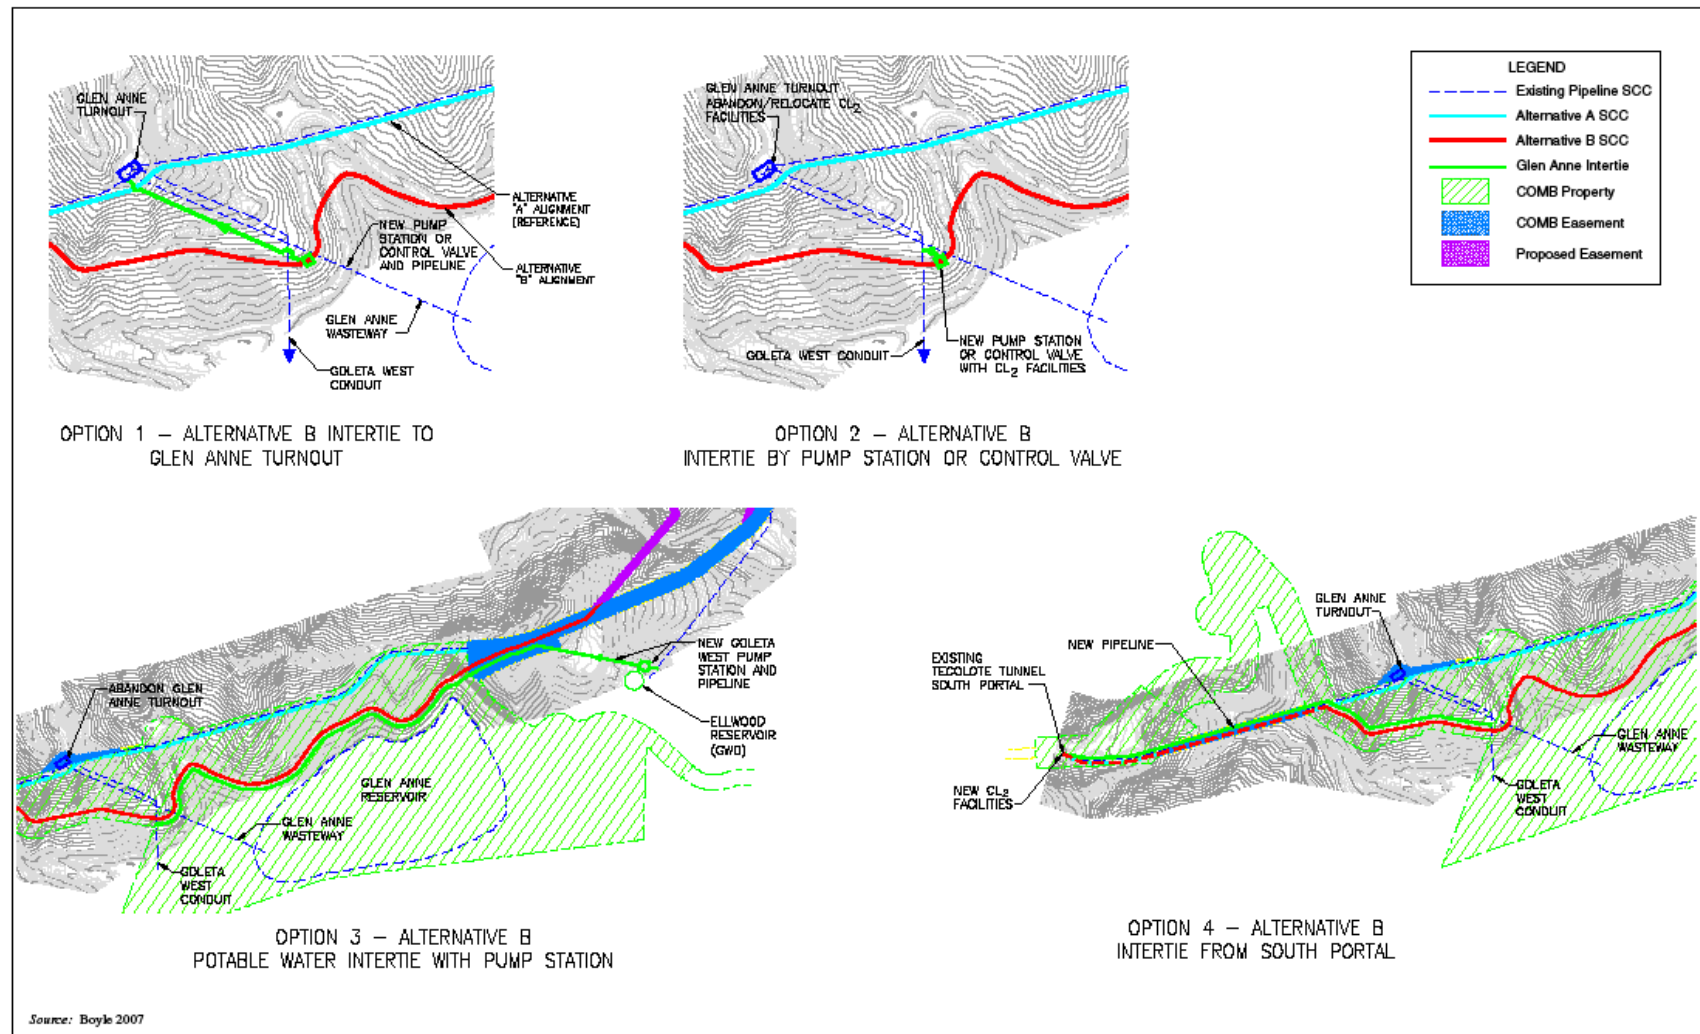 GLEN ANNE
TURNOUT
ALTERNATIVE
"A" ALIGNMENT
(REFERENCE)
NEW PUMP
STATION OR
CONTROL VALVE
AND PIPELINE
ALTERNATIVE
"B" ALIGNMENT
GLEN ANNE
WASTEWAY
GOLETA WEST
CONDUIT
OPTION 1 – ALTERNATIVE B INTERTIE TO
GLEN ANNE TURNOUT
GLEN ANNE TURNOUT
ABANDON/RELOCATE CL2
FACILITIES
GOLETA WEST CONDUIT
NEW PUMP STATION
OR CONTROL VALVE
WITH CL2 FACILITIES
OPTION 2 – ALTERNATIVE B
INTERTIE BY PUMP STATION OR CONTROL VALVE
LEGEND
Existing Pipeline SCC
Alternative A SCC
Alternative B SCC
Glen Anne Intertie
COMB Property
COMB Easement
Proposed Easement
ABANDON GLEN
ANNE TURNOUT
NEW GOLETA
WEST PUMP
STATION AND
PIPELINE
ELLWOOD
RESERVOIR
(GWD)
GLEN ANNE
RESERVOIR
GLEN ANNE
WASTEWAY
GOLETA
WEST
CONDUIT
OPTION 3 – ALTERNATIVE B
POTABLE WATER INTERTIE WITH PUMP STATION
GLEN ANNE
TURNOUT
NEW PIPELINE
EXISTING
TECOLOTE TUNNEL
SOUTH PORTAL
NEW CL2
FACILITIES
GLEN ANNE
WASTEWAY
GOLETA
WEST
CONDUIT
OPTION 4 – ALTERNATIVE B
INTERTIE FROM SOUTH PORTAL
Source: Boyle 2007